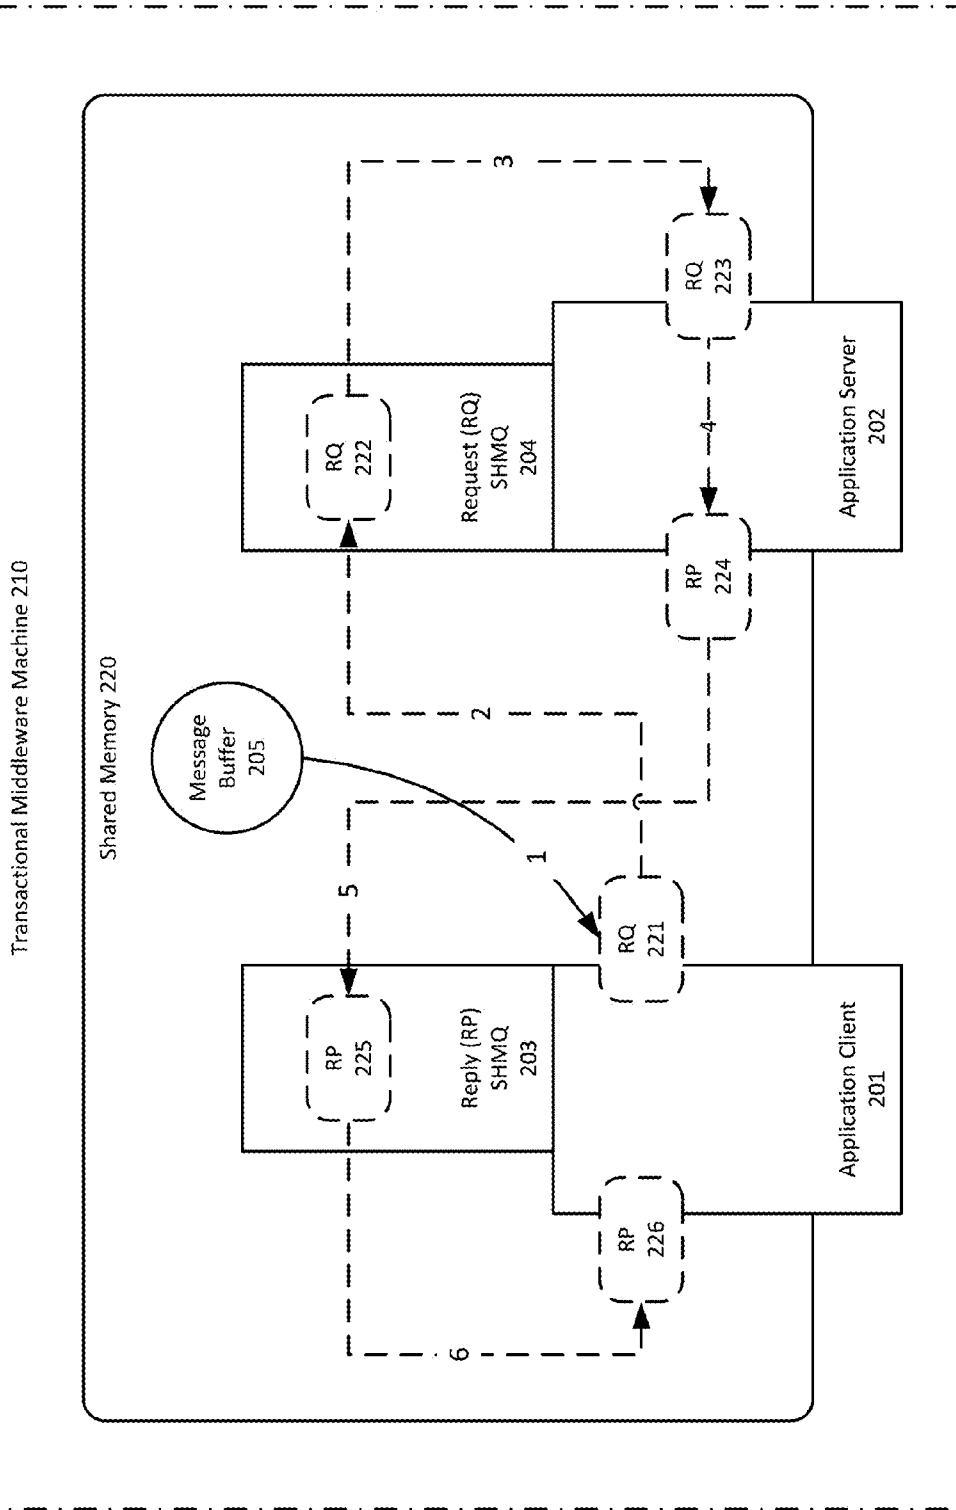 Transactional Middleware Machine 210
Shared Memory 220
Message
Buffer
205
RP
225
Reply (RP)
SHMQ
203
RQ
222
Request (RQ)
SHMQ
204
RP
226
RQ
221
Application Client
201
RP
224
RQ
223
Application Server
202
1
2
3
4
5
6